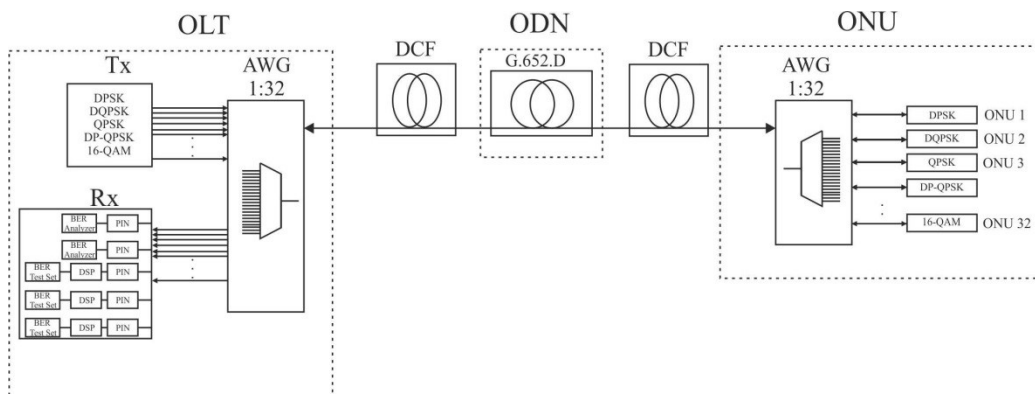 OLT
ODN
ONU
Tx
DPSK
DQPSK
QPSK
DP-QPSK
16-QAM
AWG
1:32
DCF
G.652.D
DCF
AWG
1:32
DPSK
ONU 1
DQPSK
ONU 2
QPSK
ONU 3
DP-QPSK
16-QAM
ONU 32
Rx
BER
Analyzer
PIN
BER
Analyzer
PIN
BER
Test Set
DSP
PIN
BER
Test Set
DSP
PIN
BER
Test Set
DSP
PIN